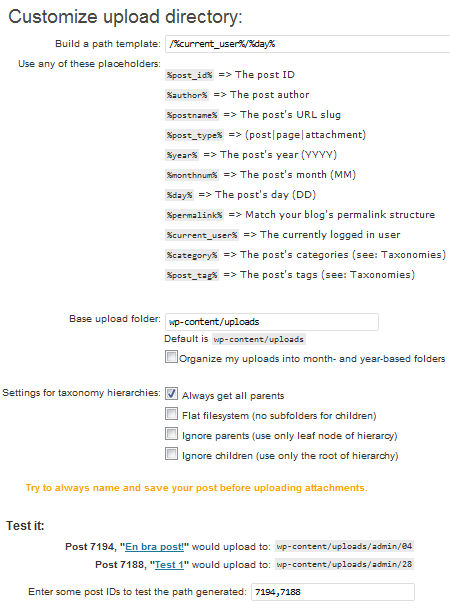 Customize upload directory:
Build a path template: /%current_user%/%day%
Use any of these placeholders:
%post_id% => The post ID
%author% => The post author
%postname% => The post's URL slug
%post_type% => (post|page|attachment)
%year% => The post's year (YYYY)
%monthnum% => The post's month (MM)
%day% => The post's day (DD)
%permalink% => Match your blog's permalink structure
%current_user% => The currently logged in user
%category% => The post's categories (see: Taxonomies)
%post_tag% => The post's tags (see: Taxonomies)
Base upload folder: wp-content/uploads
Default is wp-content/uploads
Organize my uploads into month- and year-based folders
Settings for taxonomy hierarchies: Always get all parents
Flat filesystem (no subfolders for children)
Ignore parents (use only leaf node of hierarcy)
Ignore children (use only the root of hierarchy)
Try to always name and save your post before uploading attachments.
Test it:
Post 7194, "En bra post!" would upload to: wp-content/uploads/admin/04
Post 7188, "Test 1" would upload to: wp-content/uploads/admin/28
Enter some post IDs to test the path generated: 7194,7188